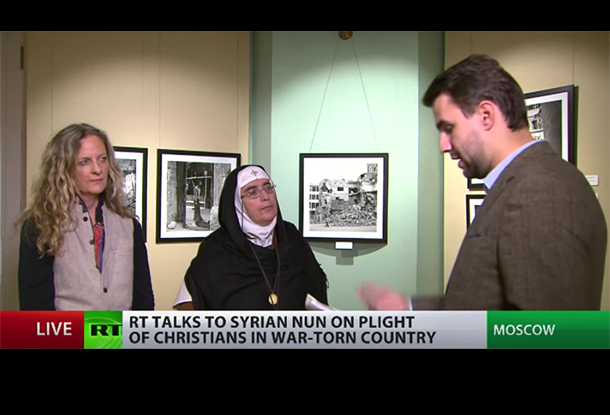 LIVE
RT
RT TALKS TO SYRIAN NUN ON PLIGHT
OF CHRISTIANS IN WAR-TORN COUNTRY
MOSCOW